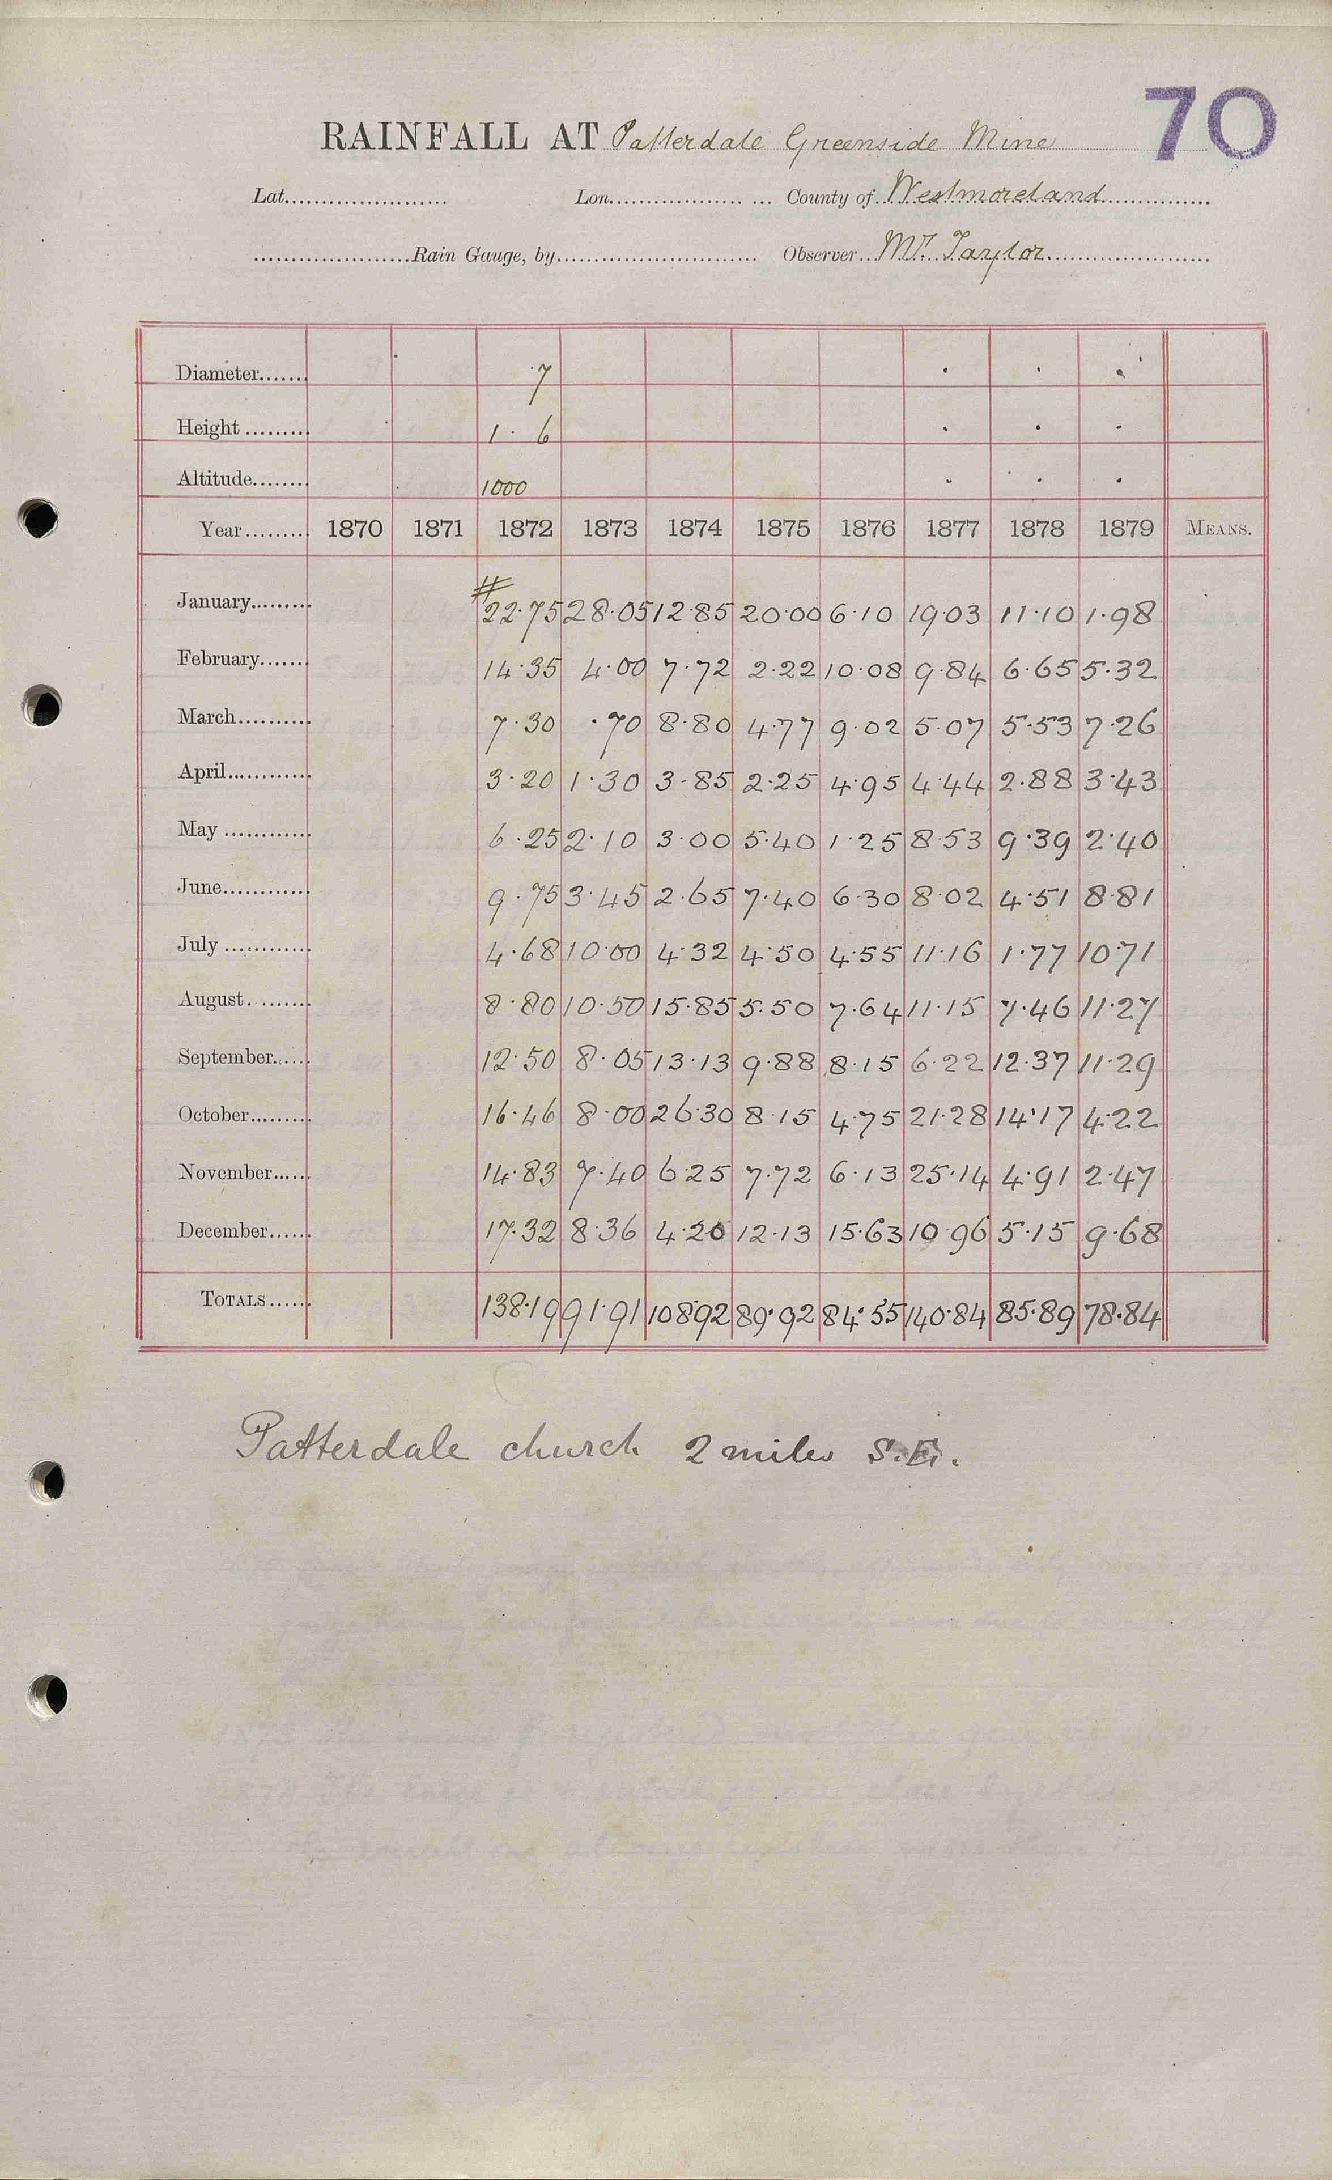 70
RAINFALL AT Patterdale Greenside Mine
Lat. Lon. County of Westmoreland
Rain Gauge, by Observer Mr. Taylor
Diameter 7
Height 1 · 6
Altitude 1000
Year 1870 1871 1872 1873 1874 1875 1876 1877 1878 1879 MEANS.
January # 22·75 28·05 12·85 20·00 6·10 19·03 11·10 1·98
February 14·35 4·00 7·72 2·22 10·08 9·84 6·65 5·32
March 7·30 ·70 8·80 4·77 9·02 5·07 5·53 7·26
April 3·20 1·30 3·85 2·25 4·95 4·44 2·88 3·43
May 6·25 2·10 3·00 5·40 1·25 8·53 9·39 2·40
June 9·75 3·45 2·65 7·40 6·30 8·02 4·51 8·81
July 4·68 10·00 4·32 4·50 4·55 11·16 1·77 10·71
August 8·80 10·50 15·85 5·50 7·64 11·15 7·46 11·27
September 12·50 8·05 13·13 9·88 8·15 6·22 12·37 11·29
October 16·46 8·00 26·30 8·15 4·75 21·28 14·17 4·22
November 14·83 7·40 6·25 7·72 6·13 25·14 4·91 2·47
December 17·32 8·36 4·20 12·13 15·63 10·96 5·15 9·68
TOTALS 138·19 91·91 108·92 89·92 84·55 140·84 85·89 78·84
Patterdale church 2 miles S.E.